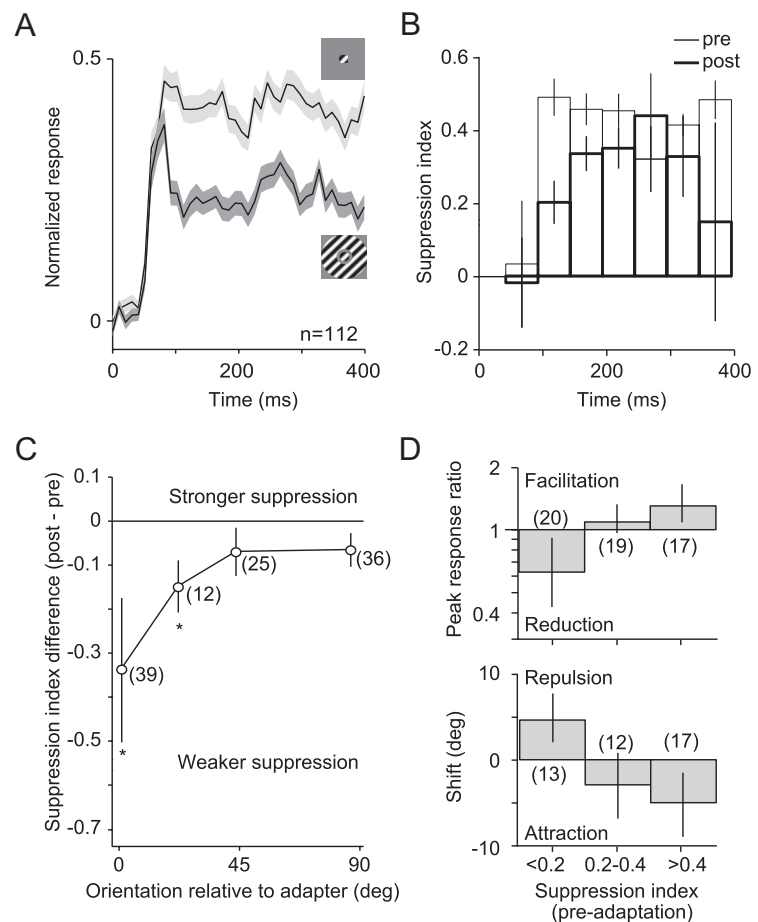 A
Normalized response
0.5
0
n=112
0
200
400
Time (ms)
B
pre
post
Suppression index
0.6
0.4
0.2
0
-0.2
0
200
400
Time (ms)
C
Suppression index difference (post - pre)
0.1
0
-0.1
-0.3
-0.5
-0.7
Stronger suppression
(39)
*
(12)
*
(25)
(36)
Weaker suppression
0
45
90
Orientation relative to adapter (deg)
D
Peak response ratio
2
1
0.4
Facilitation
(20)
(19)
(17)
Reduction
Shift (deg)
10
0
-10
Repulsion
(13)
(12)
(17)
Attraction
<0.2
0.2-0.4
>0.4
Suppression index
(pre-adaptation)